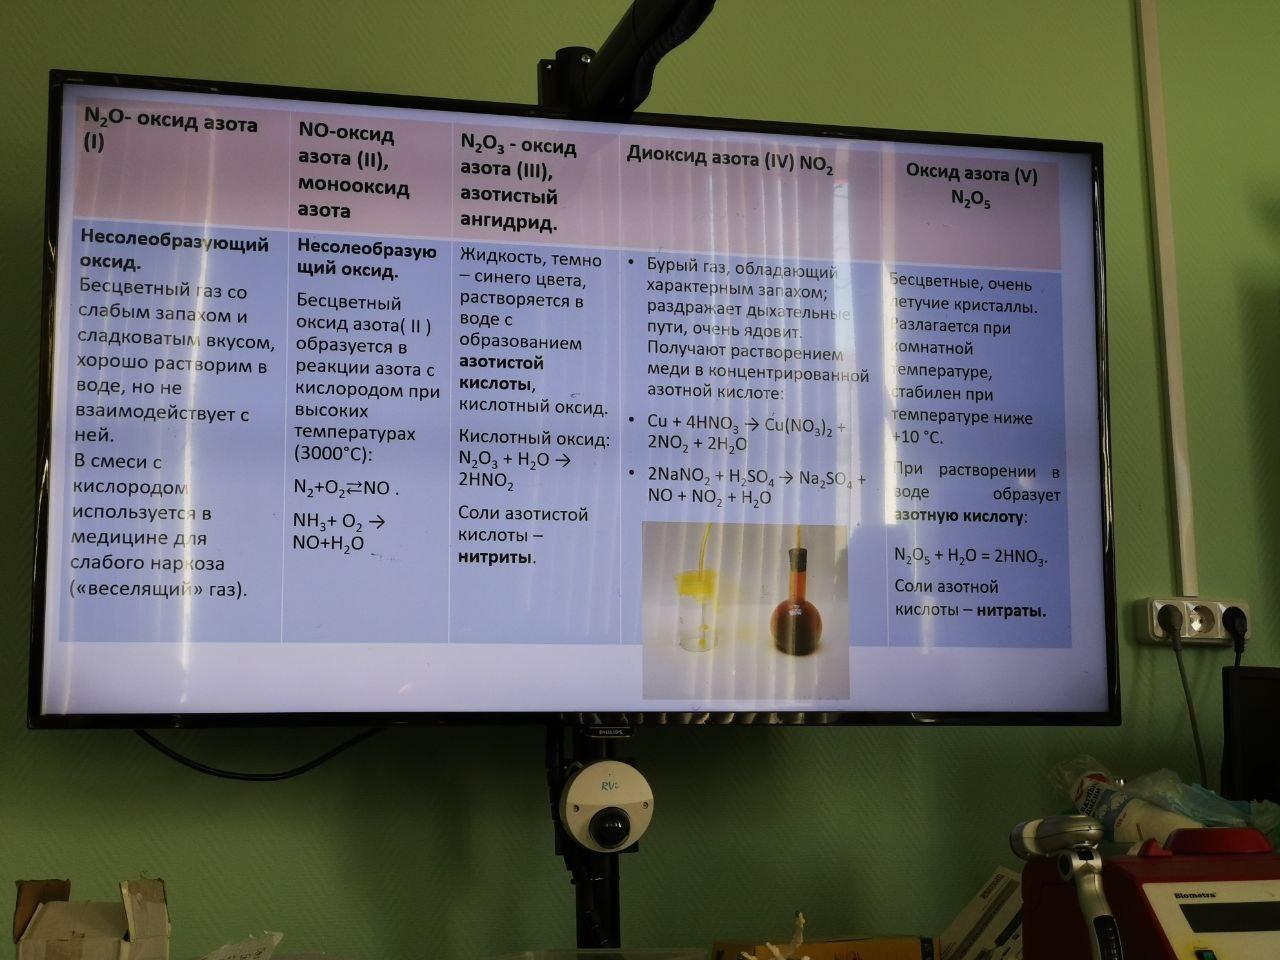 N₂O- оксид азота
(I)
NO-оксид
азота (II),
монооксид
азота
N₂O₃ - оксид
азота (III),
азотистый
ангидрид.
Диоксид азота (IV) NO₂
Оксид азота (V)
N₂O₅
Несолеобразующий
оксид.
Бесцветный газ со
слабым запахом и
сладковатым вкусом,
хорошо растворим в
воде, но не
взаимодействует с
ней.
В смеси с
кислородом
используется в
медицине для
слабого наркоза
(«веселящий» газ).
Несолеобразую
щий оксид.
Бесцветный
оксид азота( II )
образуется в
реакции азота с
кислородом при
высоких
температурах
(3000°C):
N₂+O₂⇄NO .
NH₃+ O₂ →
NO+H₂O
Жидкость, темно
– синего цвета,
растворяется в
воде с
образованием
азотистой
кислоты,
кислотный оксид.
Кислотный оксид:
N₂O₃ + H₂O →
2HNO₂
Соли азотистой
кислоты –
нитриты.
• Бурый газ, обладающий
характерным запахом;
раздражает дыхательные
пути, очень ядовит.
Получают растворением
меди в концентрированной
азотной кислоте:
• Cu + 4HNO₃ → Cu(NO₃)₂ +
2NO₂ + 2H₂O
• 2NaNO₂ + H₂SO₄ → Na₂SO₄ +
NO + NO₂ + H₂O
Бесцветные, очень
летучие кристаллы.
Разлагается при
комнатной
температуре,
стабилен при
температуре ниже
+10 °C.
При растворении в
воде образует
азотную кислоту:
N₂O₅ + H₂O = 2HNO₃.
Соли азотной
кислоты – нитраты.
PHILIPS
RVi
Biometra